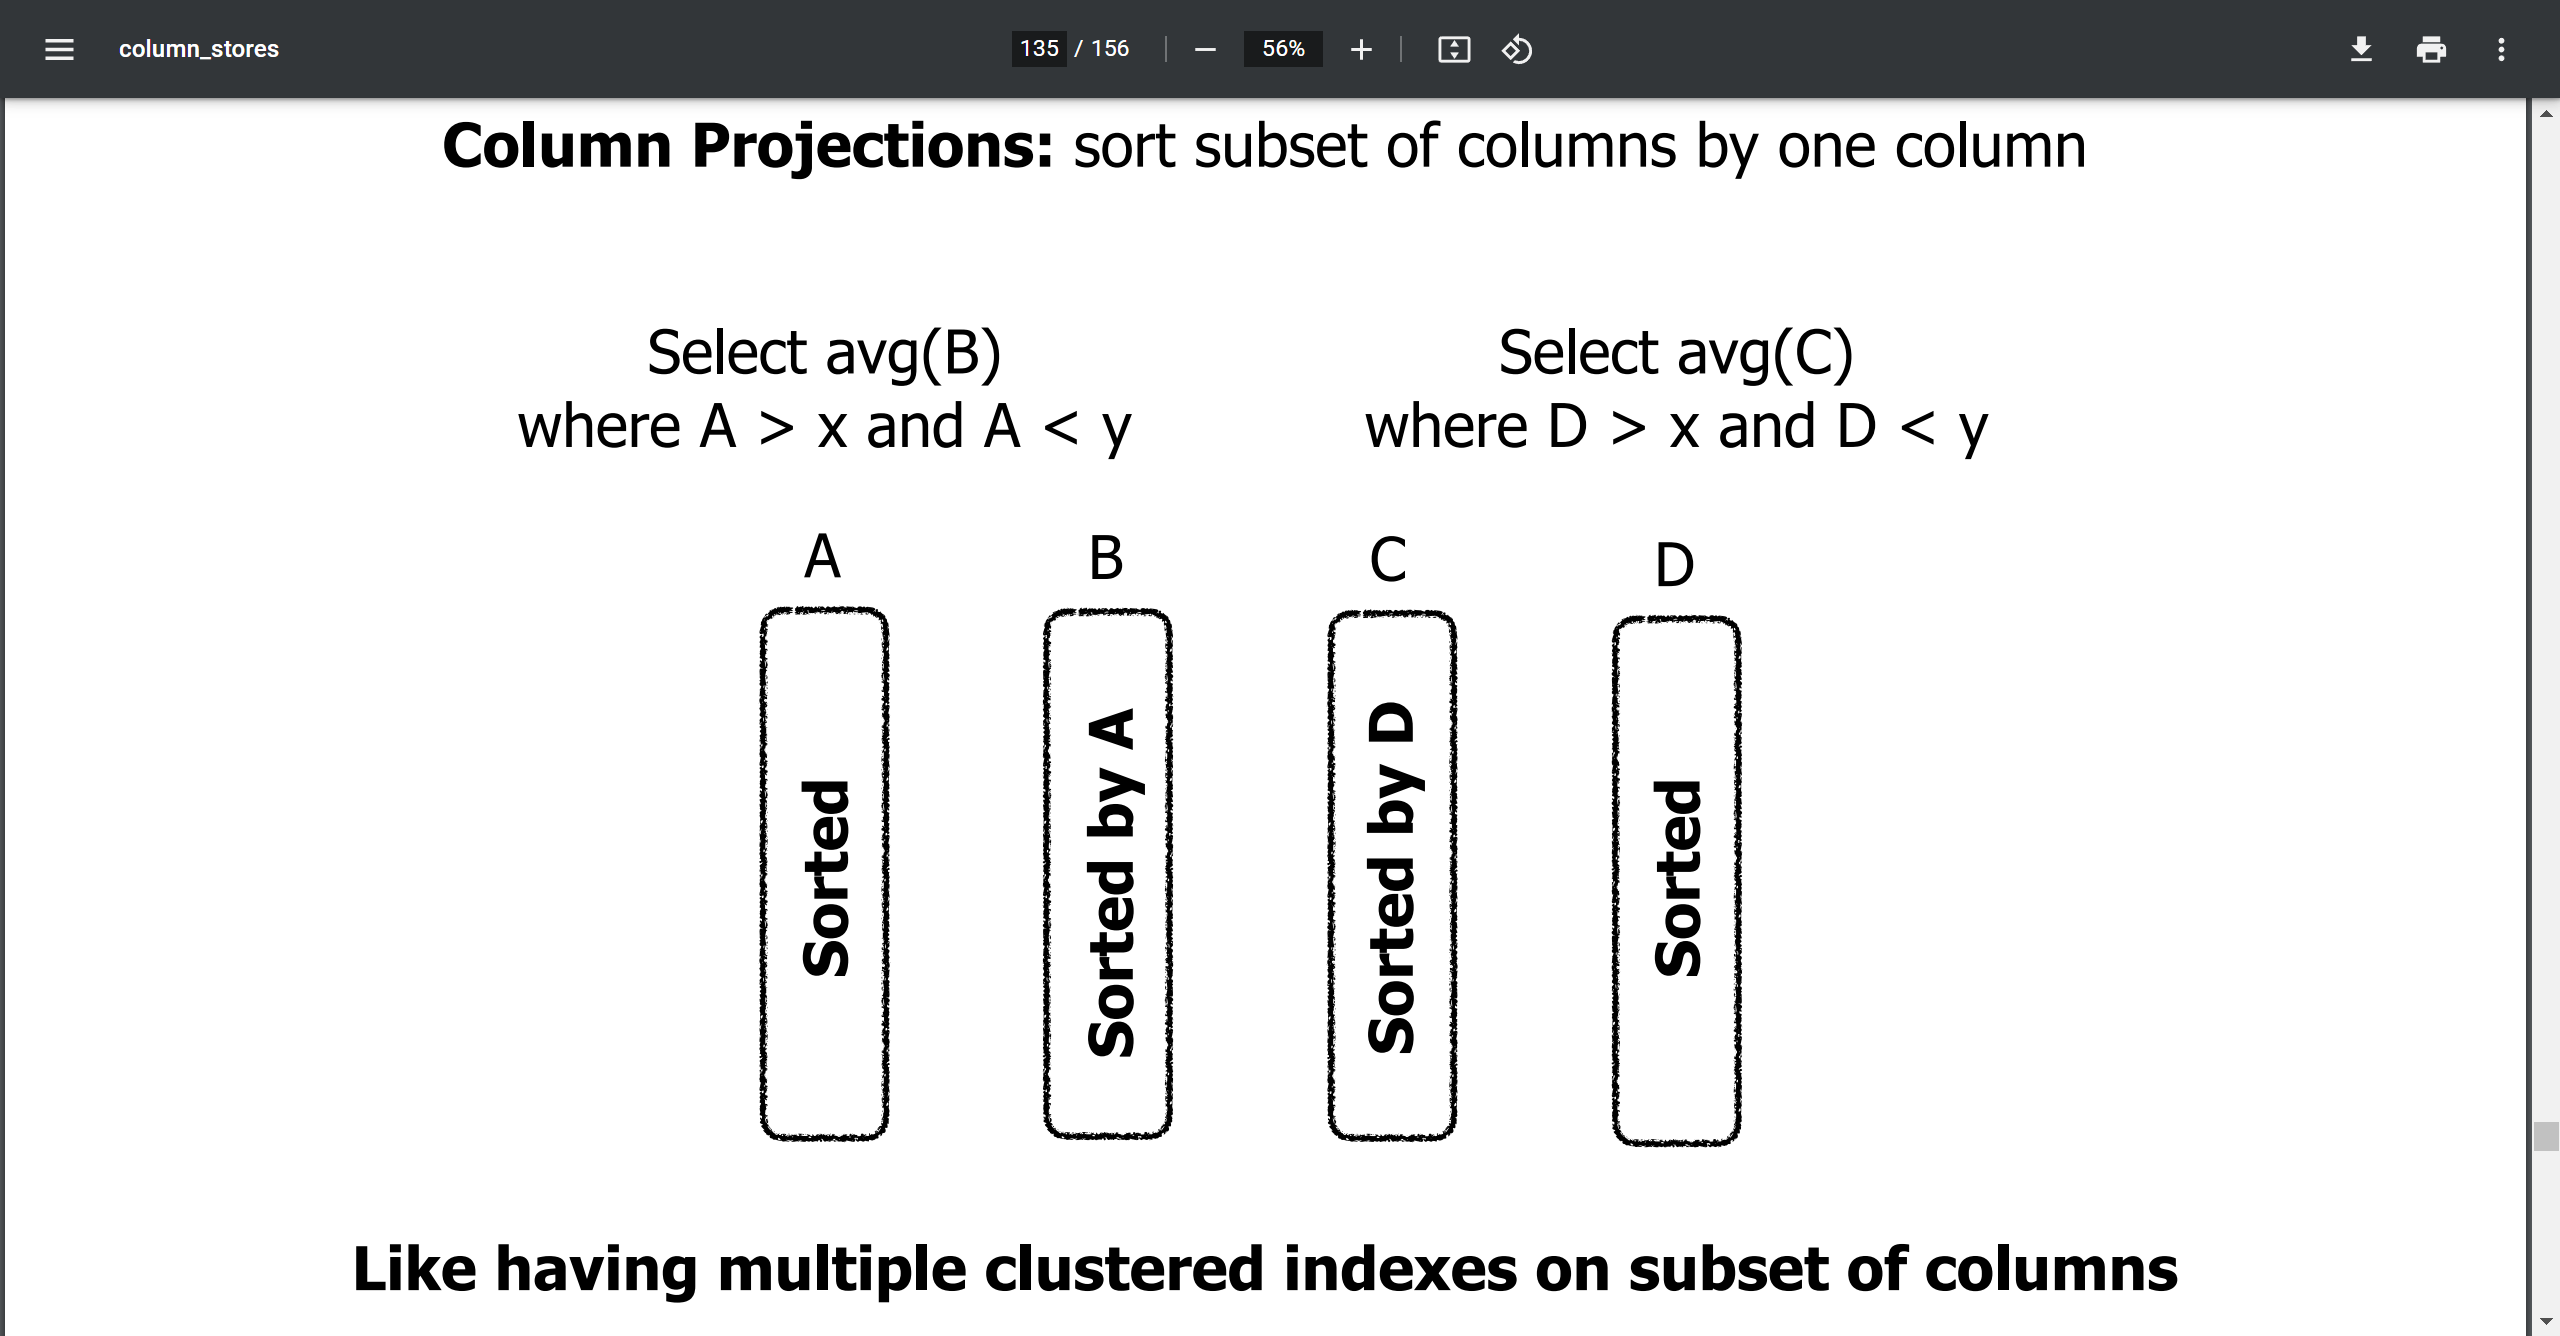 column_stores
135 / 156
56%
Column Projections: sort subset of columns by one column
Select avg(B)
where A > x and A < y
Select avg(C)
where D > x and D < y
A
B
C
D
Sorted
Sorted by A
Sorted by D
Sorted
Like having multiple clustered indexes on subset of columns